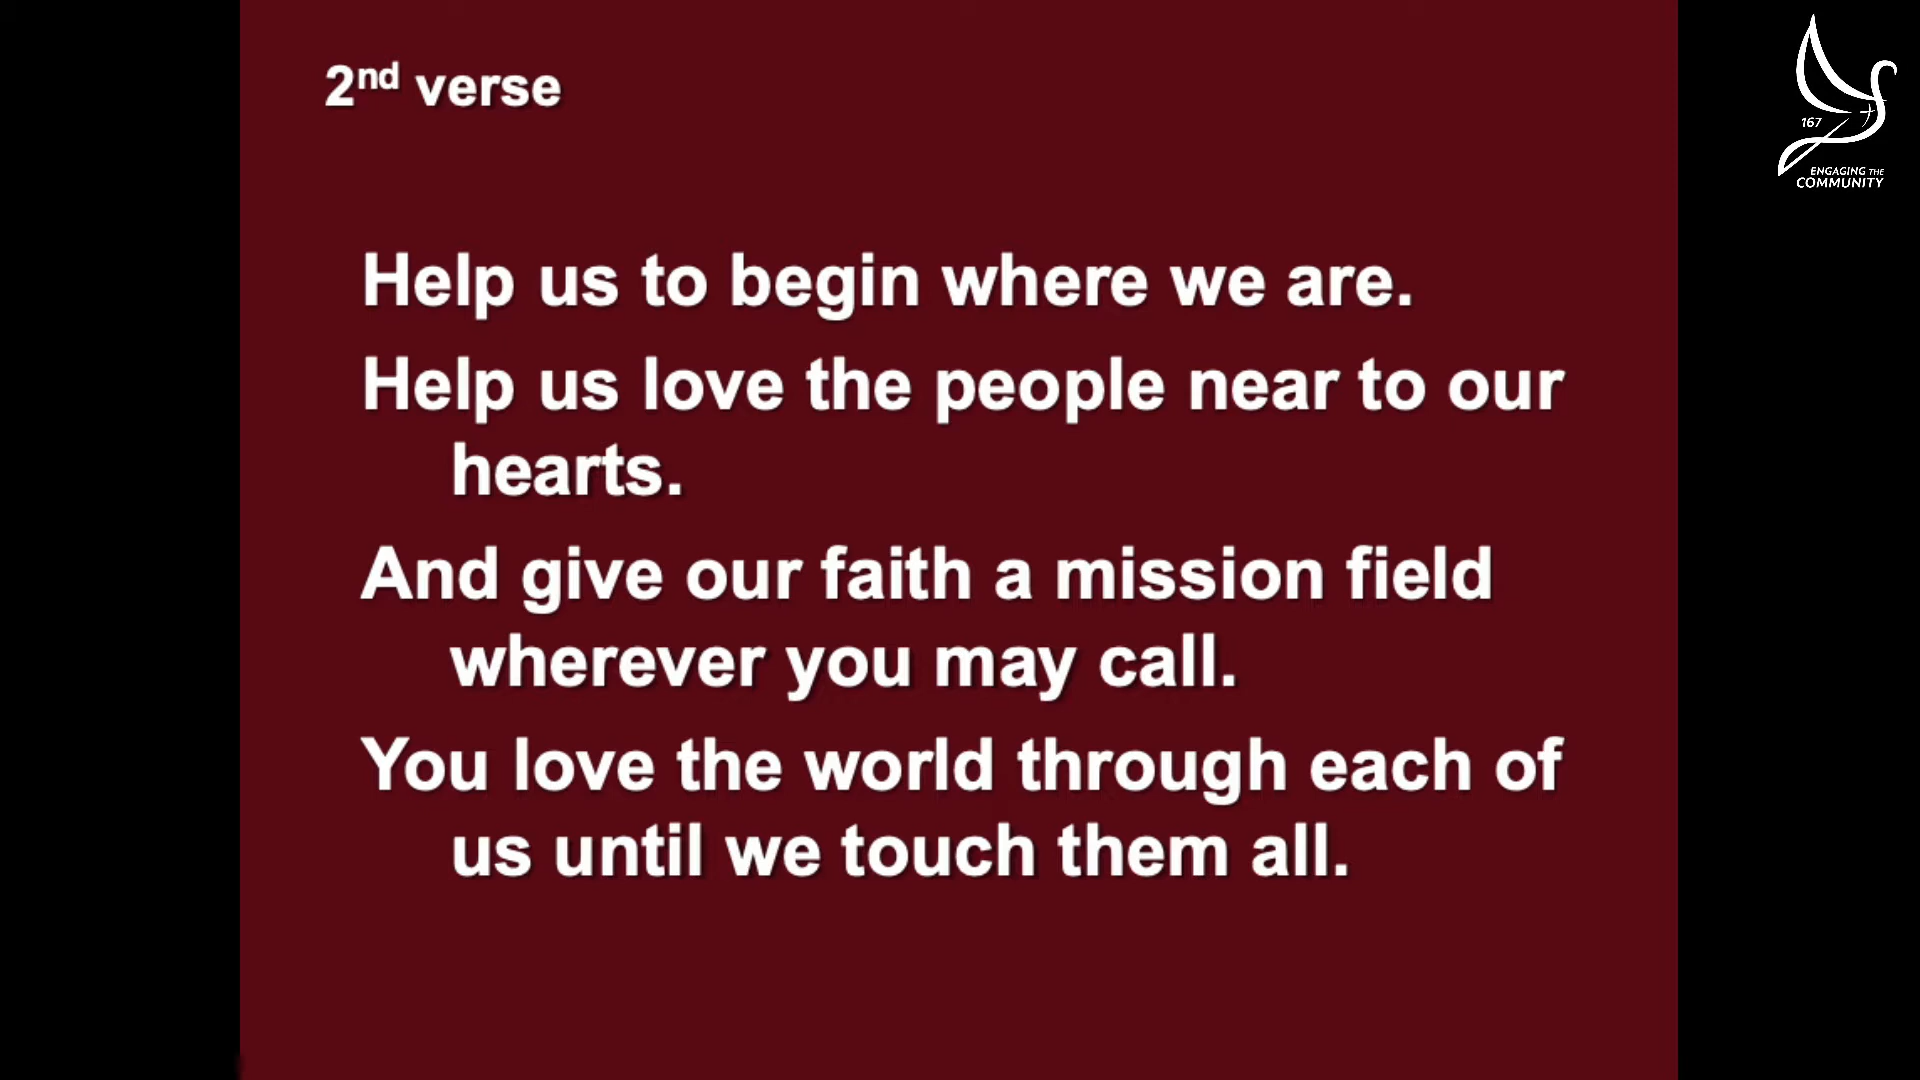 2nd verse
Help us to begin where we are.
Help us love the people near to our
hearts.
And give our faith a mission field
wherever you may call.
You love the world through each of
us until we touch them all.
167
ENGAGING THE
COMMUNITY